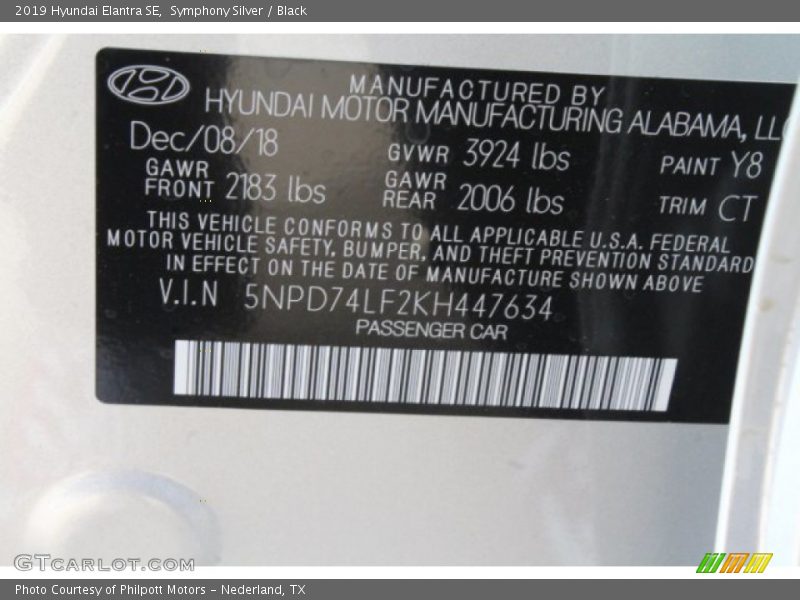 2019 Hyundai Elantra SE, Symphony Silver / Black
MANUFACTURED BY
HYUNDAI MOTOR MANUFACTURING ALABAMA, LLC
Dec/08/18
GVWR 3924 lbs
PAINT Y8
GAWR FRONT 2183 lbs
GAWR REAR 2006 lbs
TRIM CT
THIS VEHICLE CONFORMS TO ALL APPLICABLE U.S.A. FEDERAL
MOTOR VEHICLE SAFETY, BUMPER, AND THEFT PREVENTION STANDARD
IN EFFECT ON THE DATE OF MANUFACTURE SHOWN ABOVE
V.I.N 5NPD74LF2KH447634
PASSENGER CAR
GTCARLOT.COM
Photo Courtesy of Philpott Motors - Nederland, TX